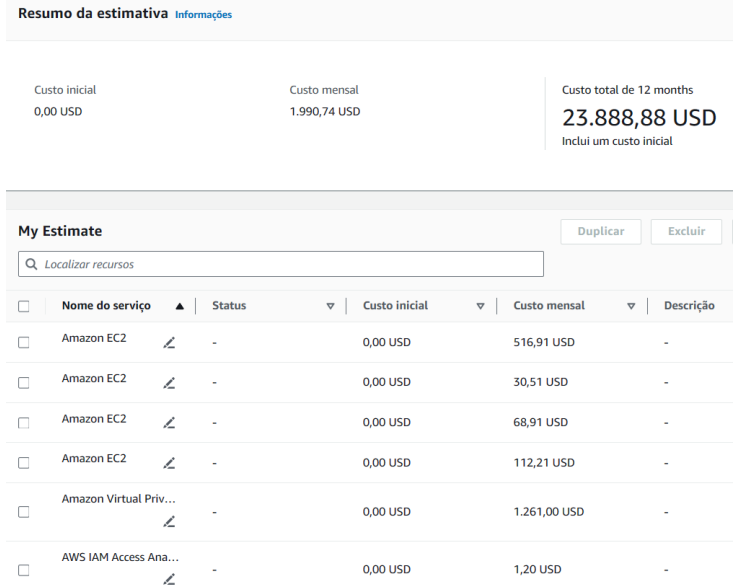 Resumo da estimativa Informações
Custo inicial Custo mensal Custo total de 12 months
0,00 USD 1.990,74 USD 23.888,88 USD
Inclui um custo inicial
My Estimate Duplicar Excluir
Localizar recursos
Nome do serviço Status Custo inicial Custo mensal Descrição
Amazon EC2 - 0,00 USD 516,91 USD -
Amazon EC2 - 0,00 USD 30,51 USD -
Amazon EC2 - 0,00 USD 68,91 USD -
Amazon EC2 - 0,00 USD 112,21 USD -
Amazon Virtual Priv... - 0,00 USD 1.261,00 USD -
AWS IAM Access Ana... - 0,00 USD 1,20 USD -